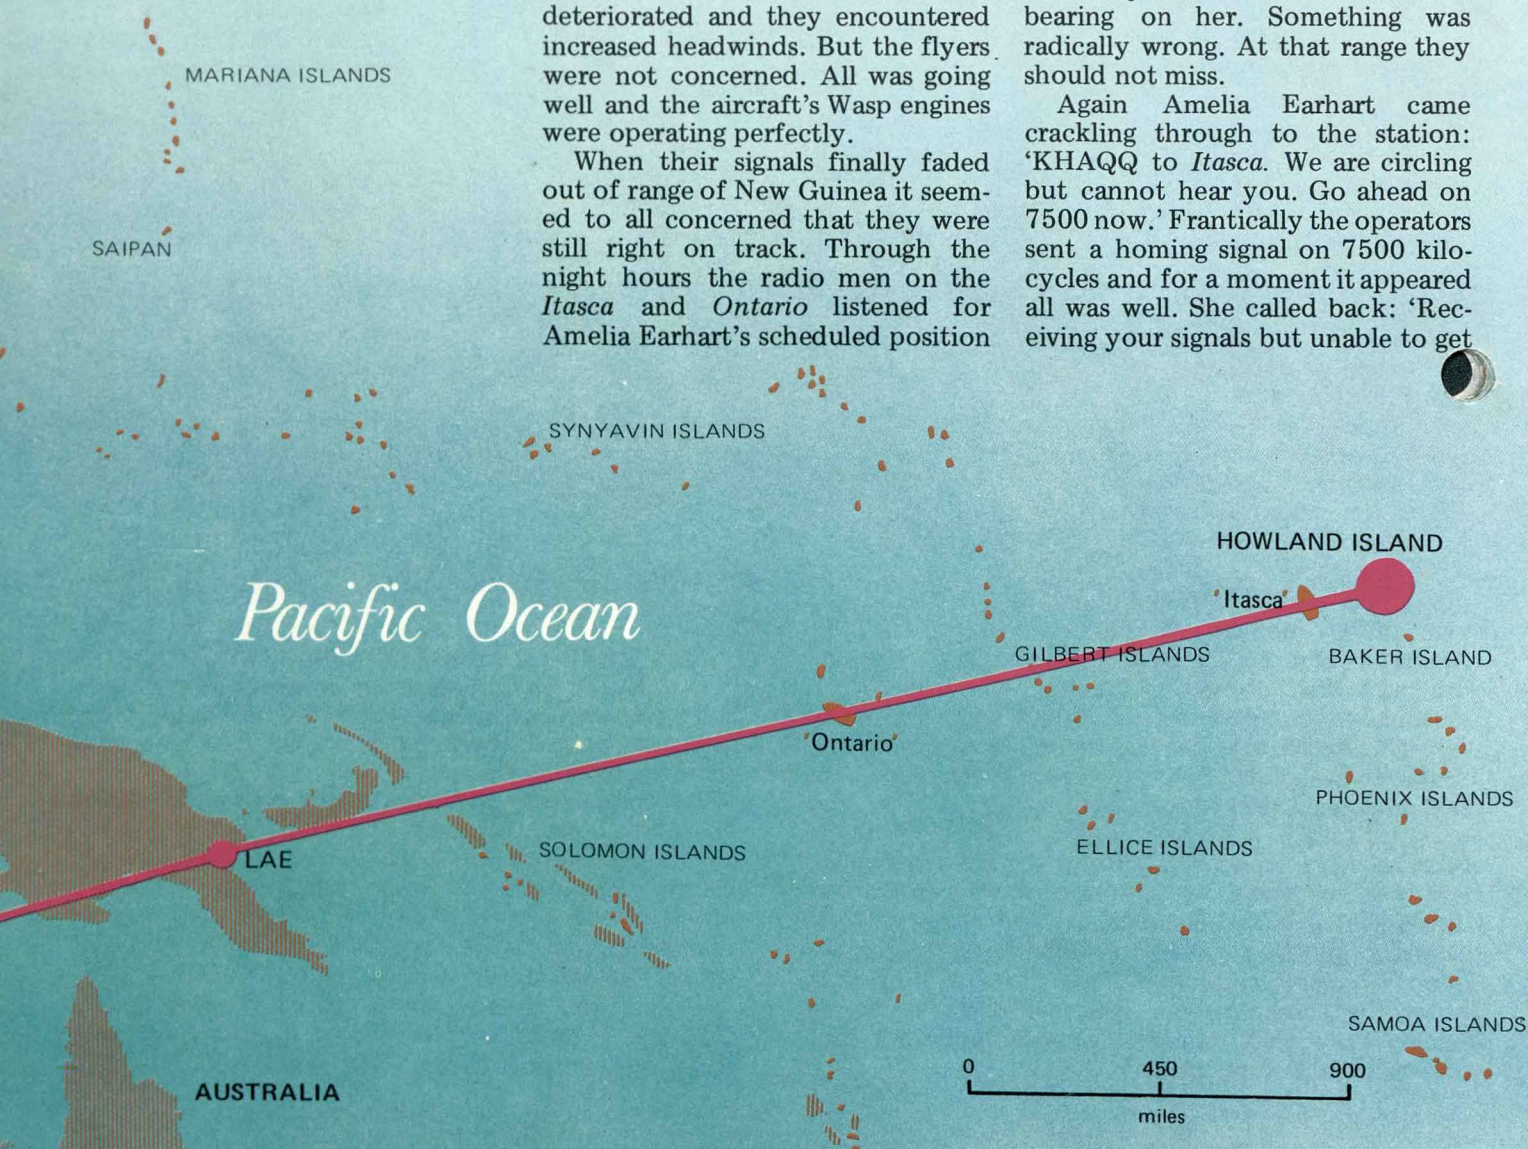 deteriorated and they encountered
increased headwinds. But the flyers
were not concerned. All was going
well and the aircraft's Wasp engines
were operating perfectly.
When their signals finally faded
out of range of New Guinea it seem-
ed to all concerned that they were
still right on track. Through the
night hours the radio men on the
Itasca and Ontario listened for
Amelia Earhart's scheduled position
bearing on her. Something was
radically wrong. At that range they
should not miss.
Again Amelia Earhart came
crackling through to the station:
‘KHAQQ to Itasca. We are circling
but cannot hear you. Go ahead on
7500 now.’ Frantically the operators
sent a homing signal on 7500 kilo-
cycles and for a moment it appeared
all was well. She called back: ‘Rec-
eiving your signals but unable to get
MARIANA ISLANDS
SAIPAN
SYNYAVIN ISLANDS
HOWLAND ISLAND
‘Itasca’
Pacific Ocean
GILBERT ISLANDS
BAKER ISLAND
‘Ontario’
PHOENIX ISLANDS
LAE
SOLOMON ISLANDS
ELLICE ISLANDS
SAMOA ISLANDS
AUSTRALIA
0 450 900
miles